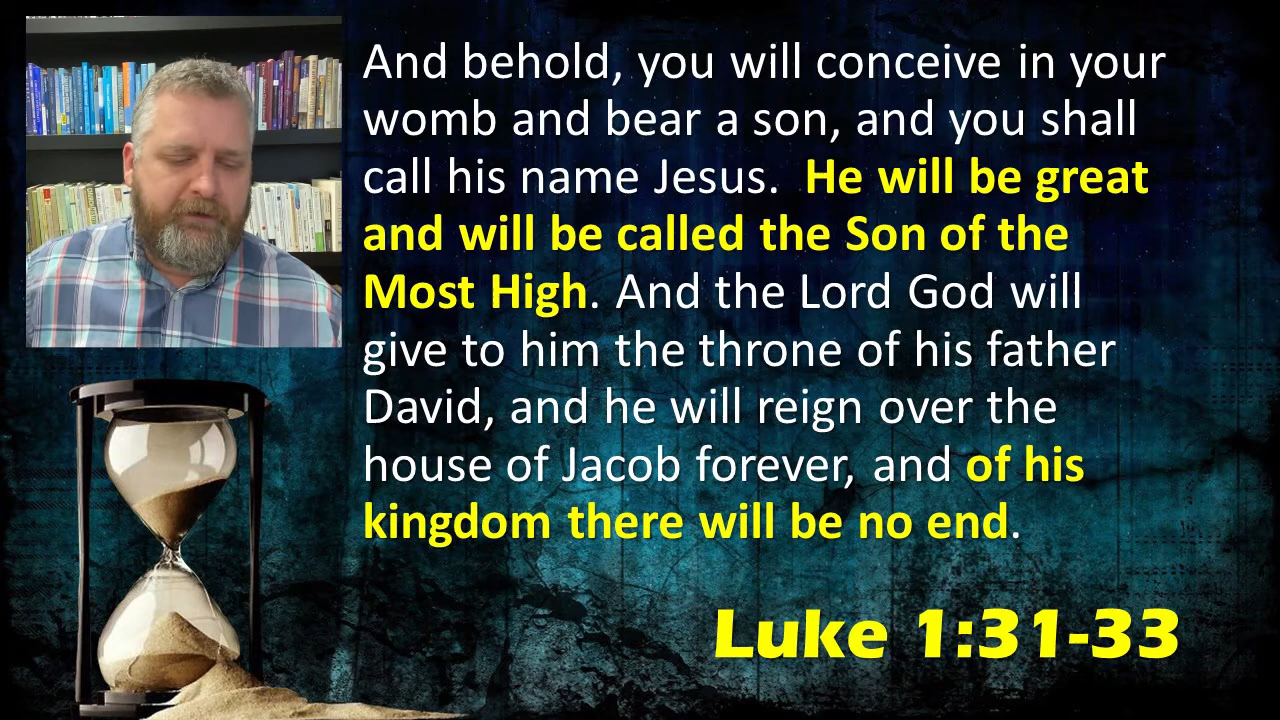 And behold, you will conceive in your
womb and bear a son, and you shall
call his name Jesus.  He will be great
and will be called the Son of the
Most High. And the Lord God will
give to him the throne of his father
David, and he will reign over the
house of Jacob forever, and of his
kingdom there will be no end.
Luke 1:31-33